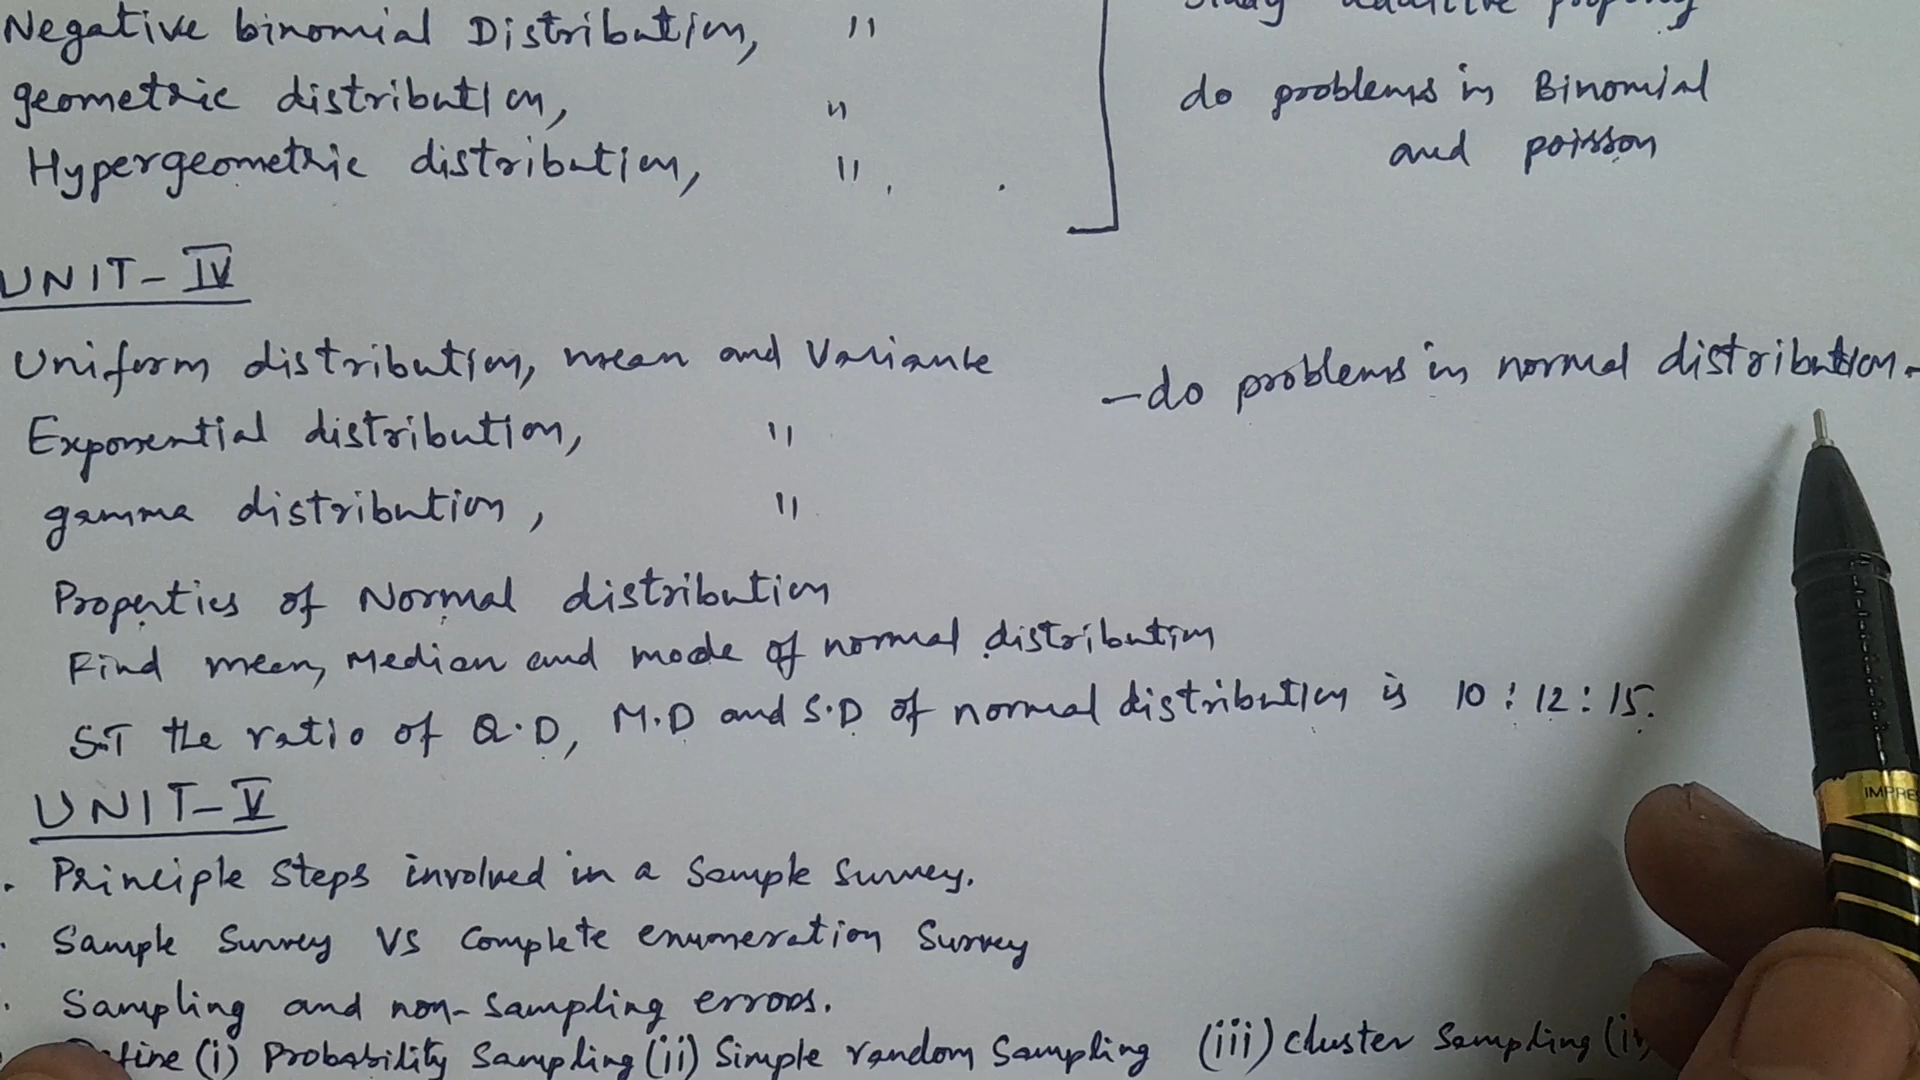 Negative binomial Distribution, "
geometric distribution, "
Hypergeometric distribution, ".
Study additive property
do problems in Binomial
and poisson
UNIT-IV
Uniform distribution, mean and Variance
Exponential distribution, "
gamma distribution, "
-do problems in normal distribution.
Properties of Normal distribution
Find mean, Median and mode of normal distribution
S.T the ratio of Q.D, M.D and S.D of normal distribution is 10:12:15.
UNIT-V
. Principle Steps involved in a Sample Survey.
. Sample Survey VS Complete enumeration Survey
. Sampling and non-Sampling errors.
(i) Probability Sampling (ii) Simple random Sampling (iii) Cluster Sampling
IMPRE